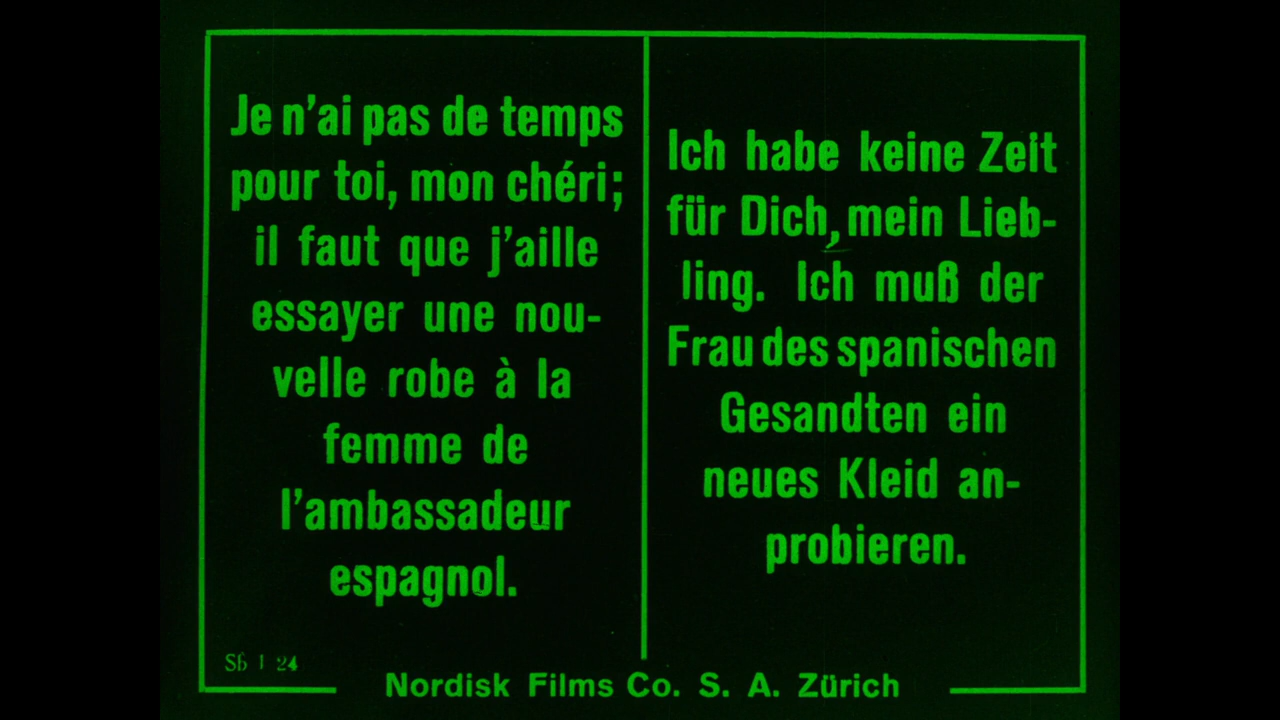 Je n'ai pas de temps
pour toi, mon chéri;
il faut que j'aille
essayer une nou-
velle robe à la
femme de
l'ambassadeur
espagnol.
Ich habe keine Zeit
für Dich, mein Lieb-
ling. Ich muß der
Frau des spanischen
Gesandten ein
neues Kleid an-
probieren.
Sb I 24
Nordisk Films Co. S. A. Zürich